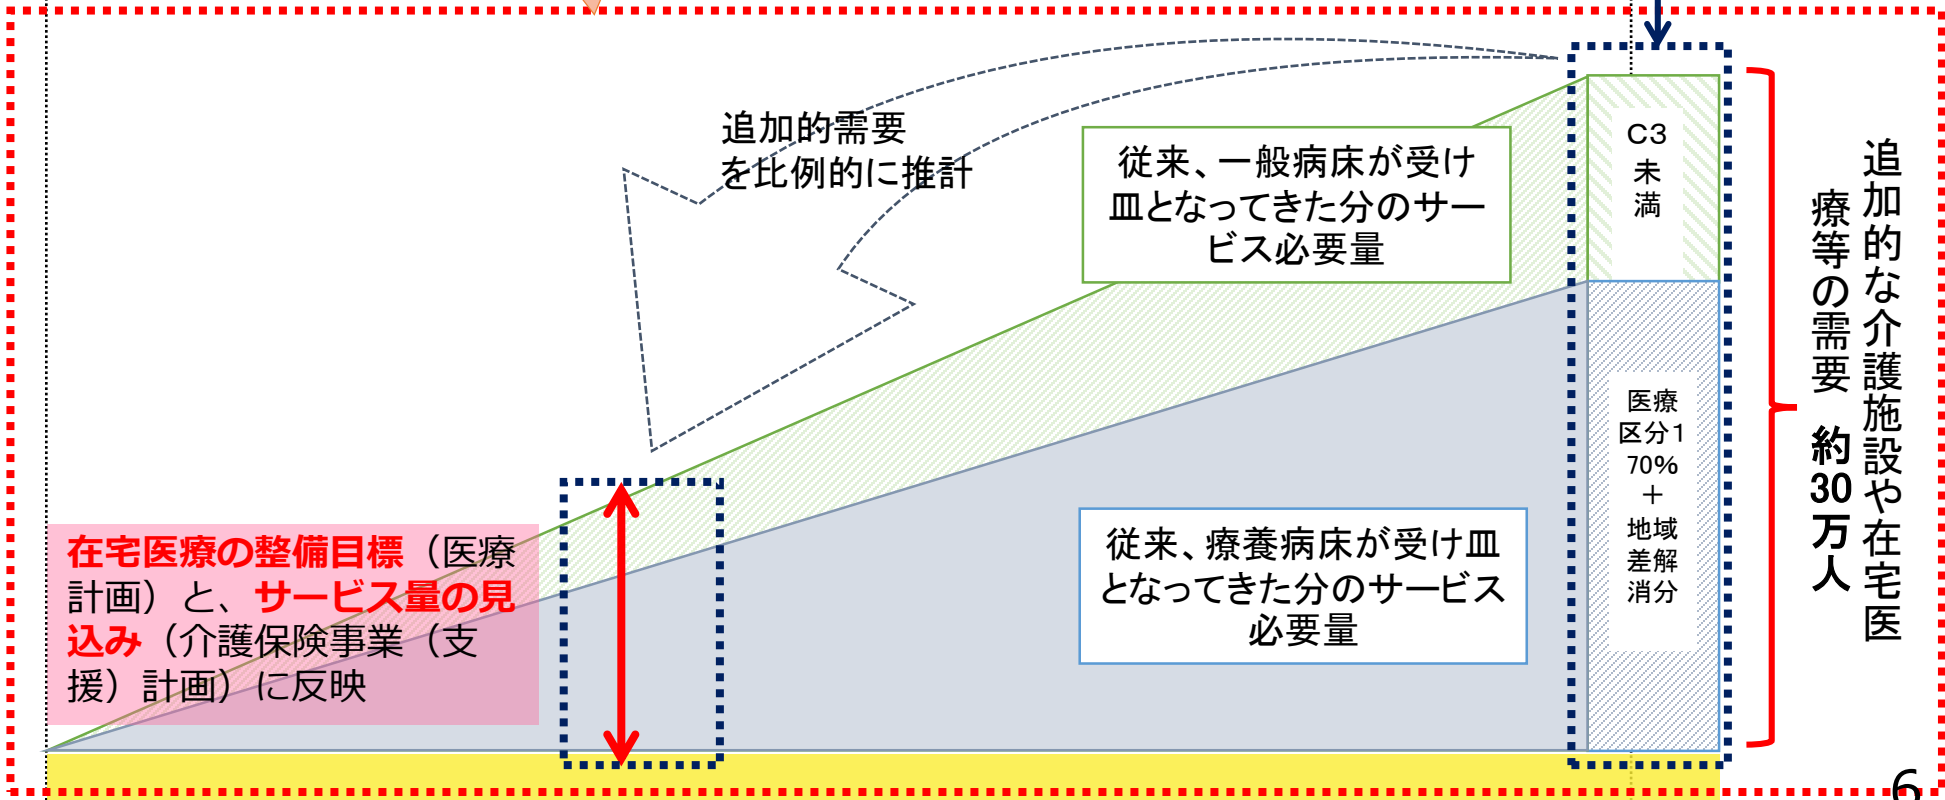 追加的需要
を比例的に推計
従来、一般病床が受け
皿となってきた分のサー
ビス必要量
C3
未
満
追加的な介護施設や在宅医
療等の需要 約30万人
医療
区分1
70%
+
地域
差解
消分
従来、療養病床が受け皿
となってきた分のサービス
必要量
在宅医療の整備目標（医療
計画）と、サービス量の見
込み（介護保険事業（支
援）計画）に反映
6